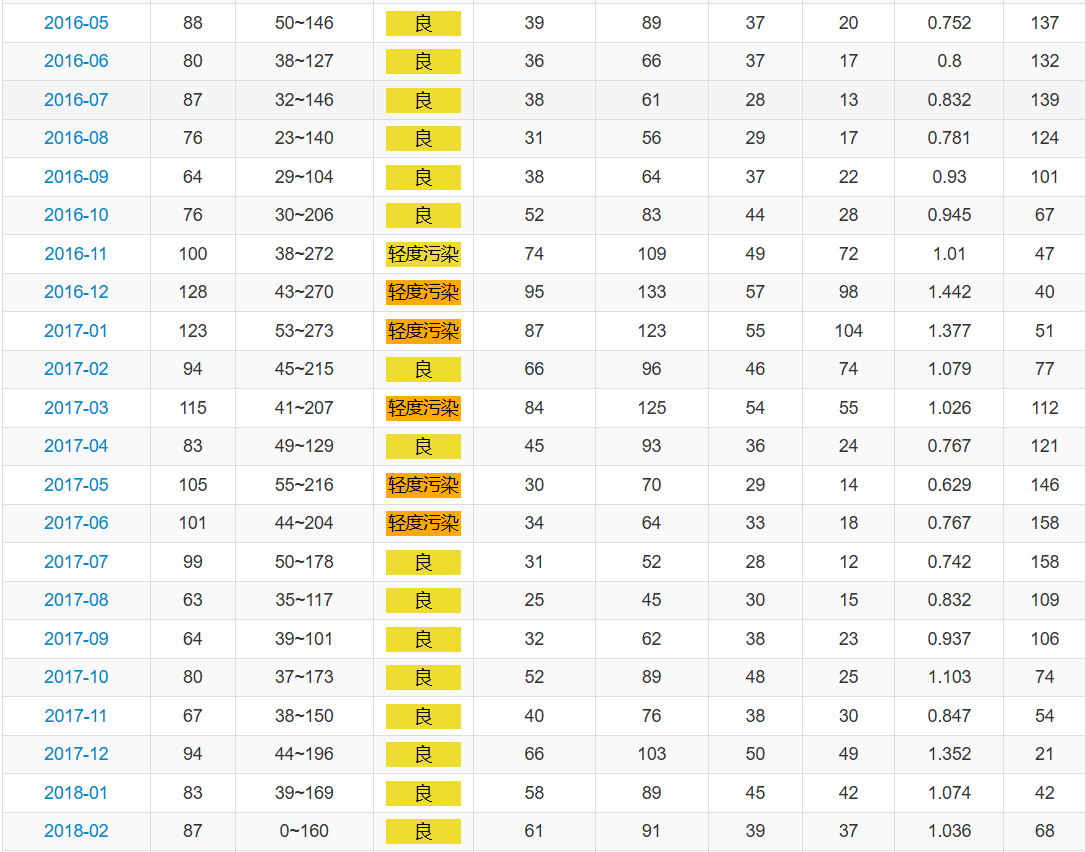 2016-05 88 50~146 良 39 89 37 20 0.752 137
2016-06 80 38~127 良 36 66 37 17 0.8 132
2016-07 87 32~146 良 38 61 28 13 0.832 139
2016-08 76 23~140 良 31 56 29 17 0.781 124
2016-09 64 29~104 良 38 64 37 22 0.93 101
2016-10 76 30~206 良 52 83 44 28 0.945 67
2016-11 100 38~272 轻度污染 74 109 49 72 1.01 47
2016-12 128 43~270 轻度污染 95 133 57 98 1.442 40
2017-01 123 53~273 轻度污染 87 123 55 104 1.377 51
2017-02 94 45~215 良 66 96 46 74 1.079 77
2017-03 115 41~207 轻度污染 84 125 54 55 1.026 112
2017-04 83 49~129 良 45 93 36 24 0.767 121
2017-05 105 55~216 轻度污染 30 70 29 14 0.629 146
2017-06 101 44~204 轻度污染 34 64 33 18 0.767 158
2017-07 99 50~178 良 31 52 28 12 0.742 158
2017-08 63 35~117 良 25 45 30 15 0.832 109
2017-09 64 39~101 良 32 62 38 23 0.937 106
2017-10 80 37~173 良 52 89 48 25 1.103 74
2017-11 67 38~150 良 40 76 38 30 0.847 54
2017-12 94 44~196 良 66 103 50 49 1.352 21
2018-01 83 39~169 良 58 89 45 42 1.074 42
2018-02 87 0~160 良 61 91 39 37 1.036 68